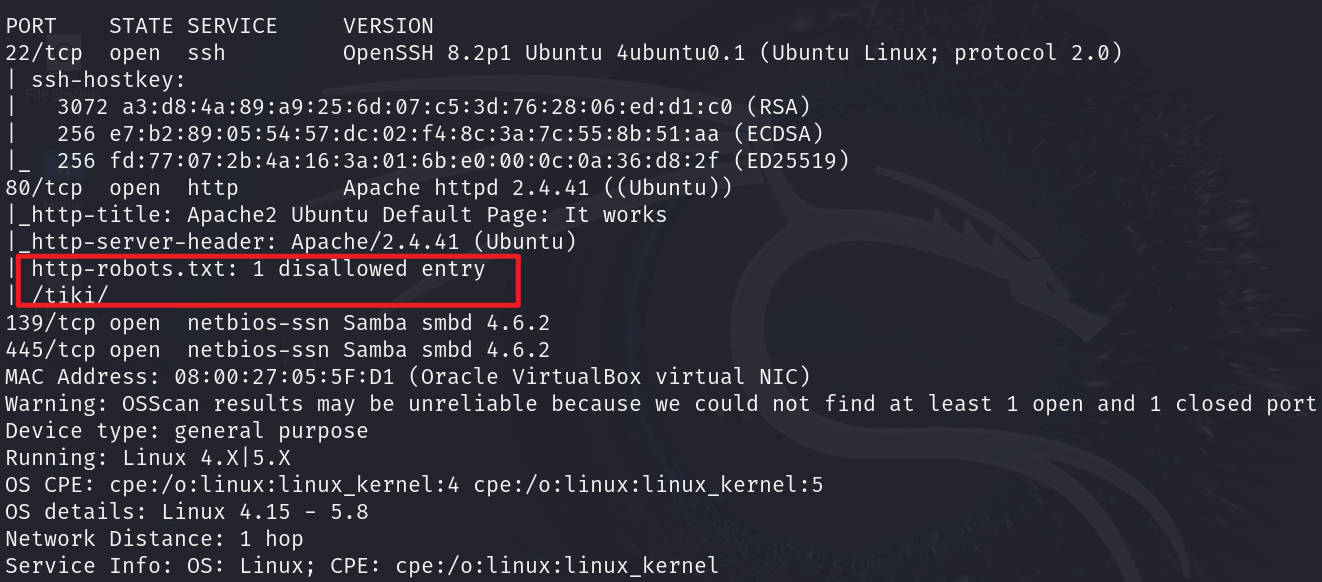 PORT    STATE SERVICE     VERSION
22/tcp  open  ssh         OpenSSH 8.2p1 Ubuntu 4ubuntu0.1 (Ubuntu Linux; protocol 2.0)
| ssh-hostkey:
|   3072 a3:d8:4a:89:a9:25:6d:07:c5:3d:76:28:06:ed:d1:c0 (RSA)
|   256 e7:b2:89:05:54:57:dc:02:f4:8c:3a:7c:55:8b:51:aa (ECDSA)
|_  256 fd:77:07:2b:4a:16:3a:01:6b:e0:00:0c:0a:36:d8:2f (ED25519)
80/tcp  open  http        Apache httpd 2.4.41 ((Ubuntu))
|_http-title: Apache2 Ubuntu Default Page: It works
|_http-server-header: Apache/2.4.41 (Ubuntu)
| http-robots.txt: 1 disallowed entry
| /tiki/
139/tcp open  netbios-ssn Samba smbd 4.6.2
445/tcp open  netbios-ssn Samba smbd 4.6.2
MAC Address: 08:00:27:05:5F:D1 (Oracle VirtualBox virtual NIC)
Warning: OSScan results may be unreliable because we could not find at least 1 open and 1 closed port
Device type: general purpose
Running: Linux 4.X|5.X
OS CPE: cpe:/o:linux:linux_kernel:4 cpe:/o:linux:linux_kernel:5
OS details: Linux 4.15 - 5.8
Network Distance: 1 hop
Service Info: OS: Linux; CPE: cpe:/o:linux:linux_kernel